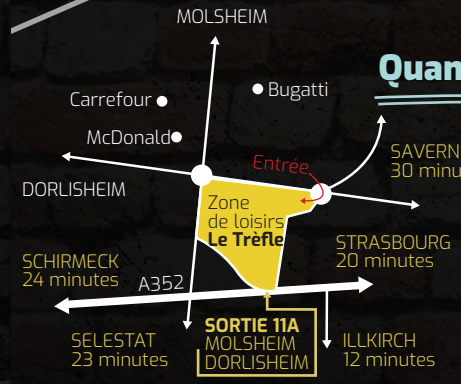 MOLSHEIM
Quan
Carrefour
Bugatti
McDonald
Entrée
SAVERN
30 minu
DORLISHEIM
Zone
de loisirs
Le Trèfle
STRASBOURG
20 minutes
SCHIRMECK
24 minutes
A352
SORTIE 11A
MOLSHEIM
DORLISHEIM
SELESTAT
23 minutes
ILLKIRCH
12 minutes